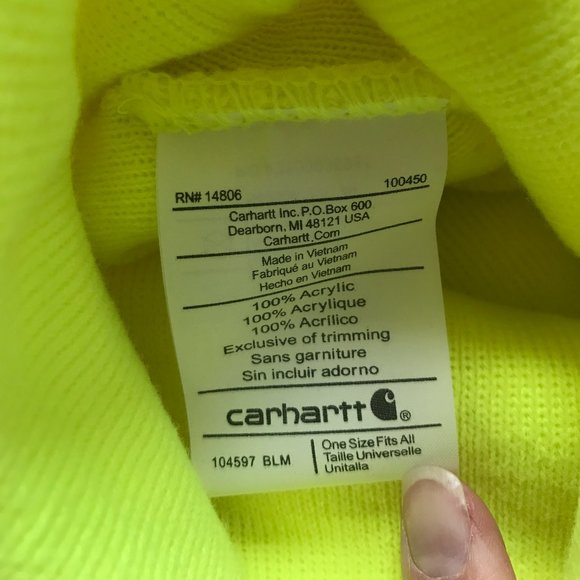 RN# 14806 100450
Carhartt Inc. P.O.Box 600
Dearborn, MI 48121 USA
Carhartt.Com
Made in Vietnam
Fabriqué au Vietnam
Hecho en Vietnam
100% Acrylic
100% Acrylique
100% Acrílico
Exclusive of trimming
Sans garniture
Sin incluir adorno
carhartt ®
104597 BLM
One Size Fits All
Taille Universelle
Unitalla